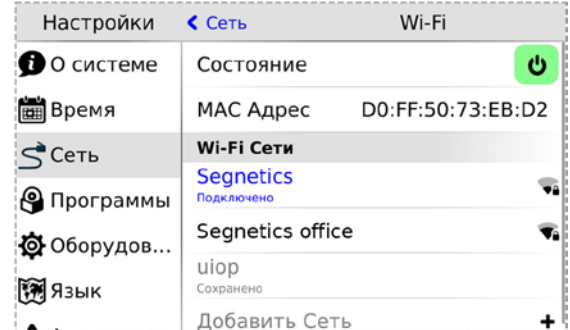 Настройки
Сеть
Wi-Fi
О системе
Время
Сеть
Программы
Оборудов...
Язык
Состояние
MAC Адрес D0:FF:50:73:EB:D2
Wi-Fi Сети
Segnetics
Подключено
Segnetics office
uiop
Сохранено
Добавить Сеть